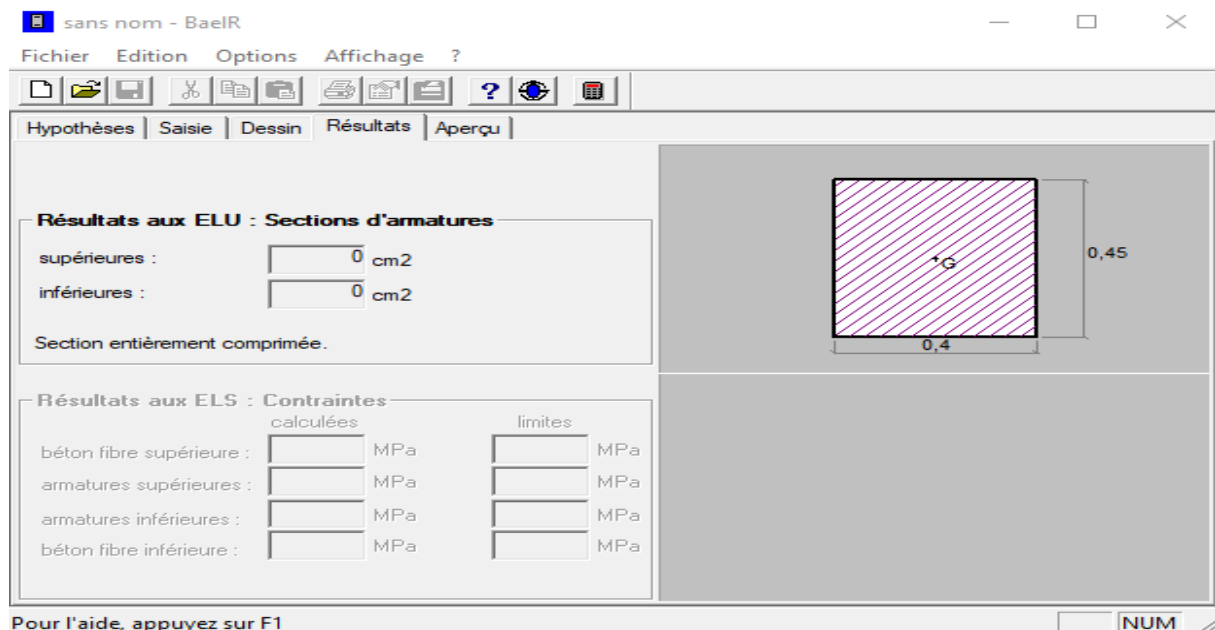 sans nom - BaelR
Fichier Edition Options Affichage ?
Hypothèses Saisie Dessin Résultats Aperçu
Résultats aux ELU : Sections d'armatures
supérieures : 0 cm2
inférieures : 0 cm2
Section entièrement comprimée.
Résultats aux ELS : Contraintes
calculées limites
béton fibre supérieure : MPa MPa
armatures supérieures : MPa MPa
armatures inférieures : MPa MPa
béton fibre inférieure : MPa MPa
G
0,45
0,4
Pour l'aide, appuyez sur F1 NUM